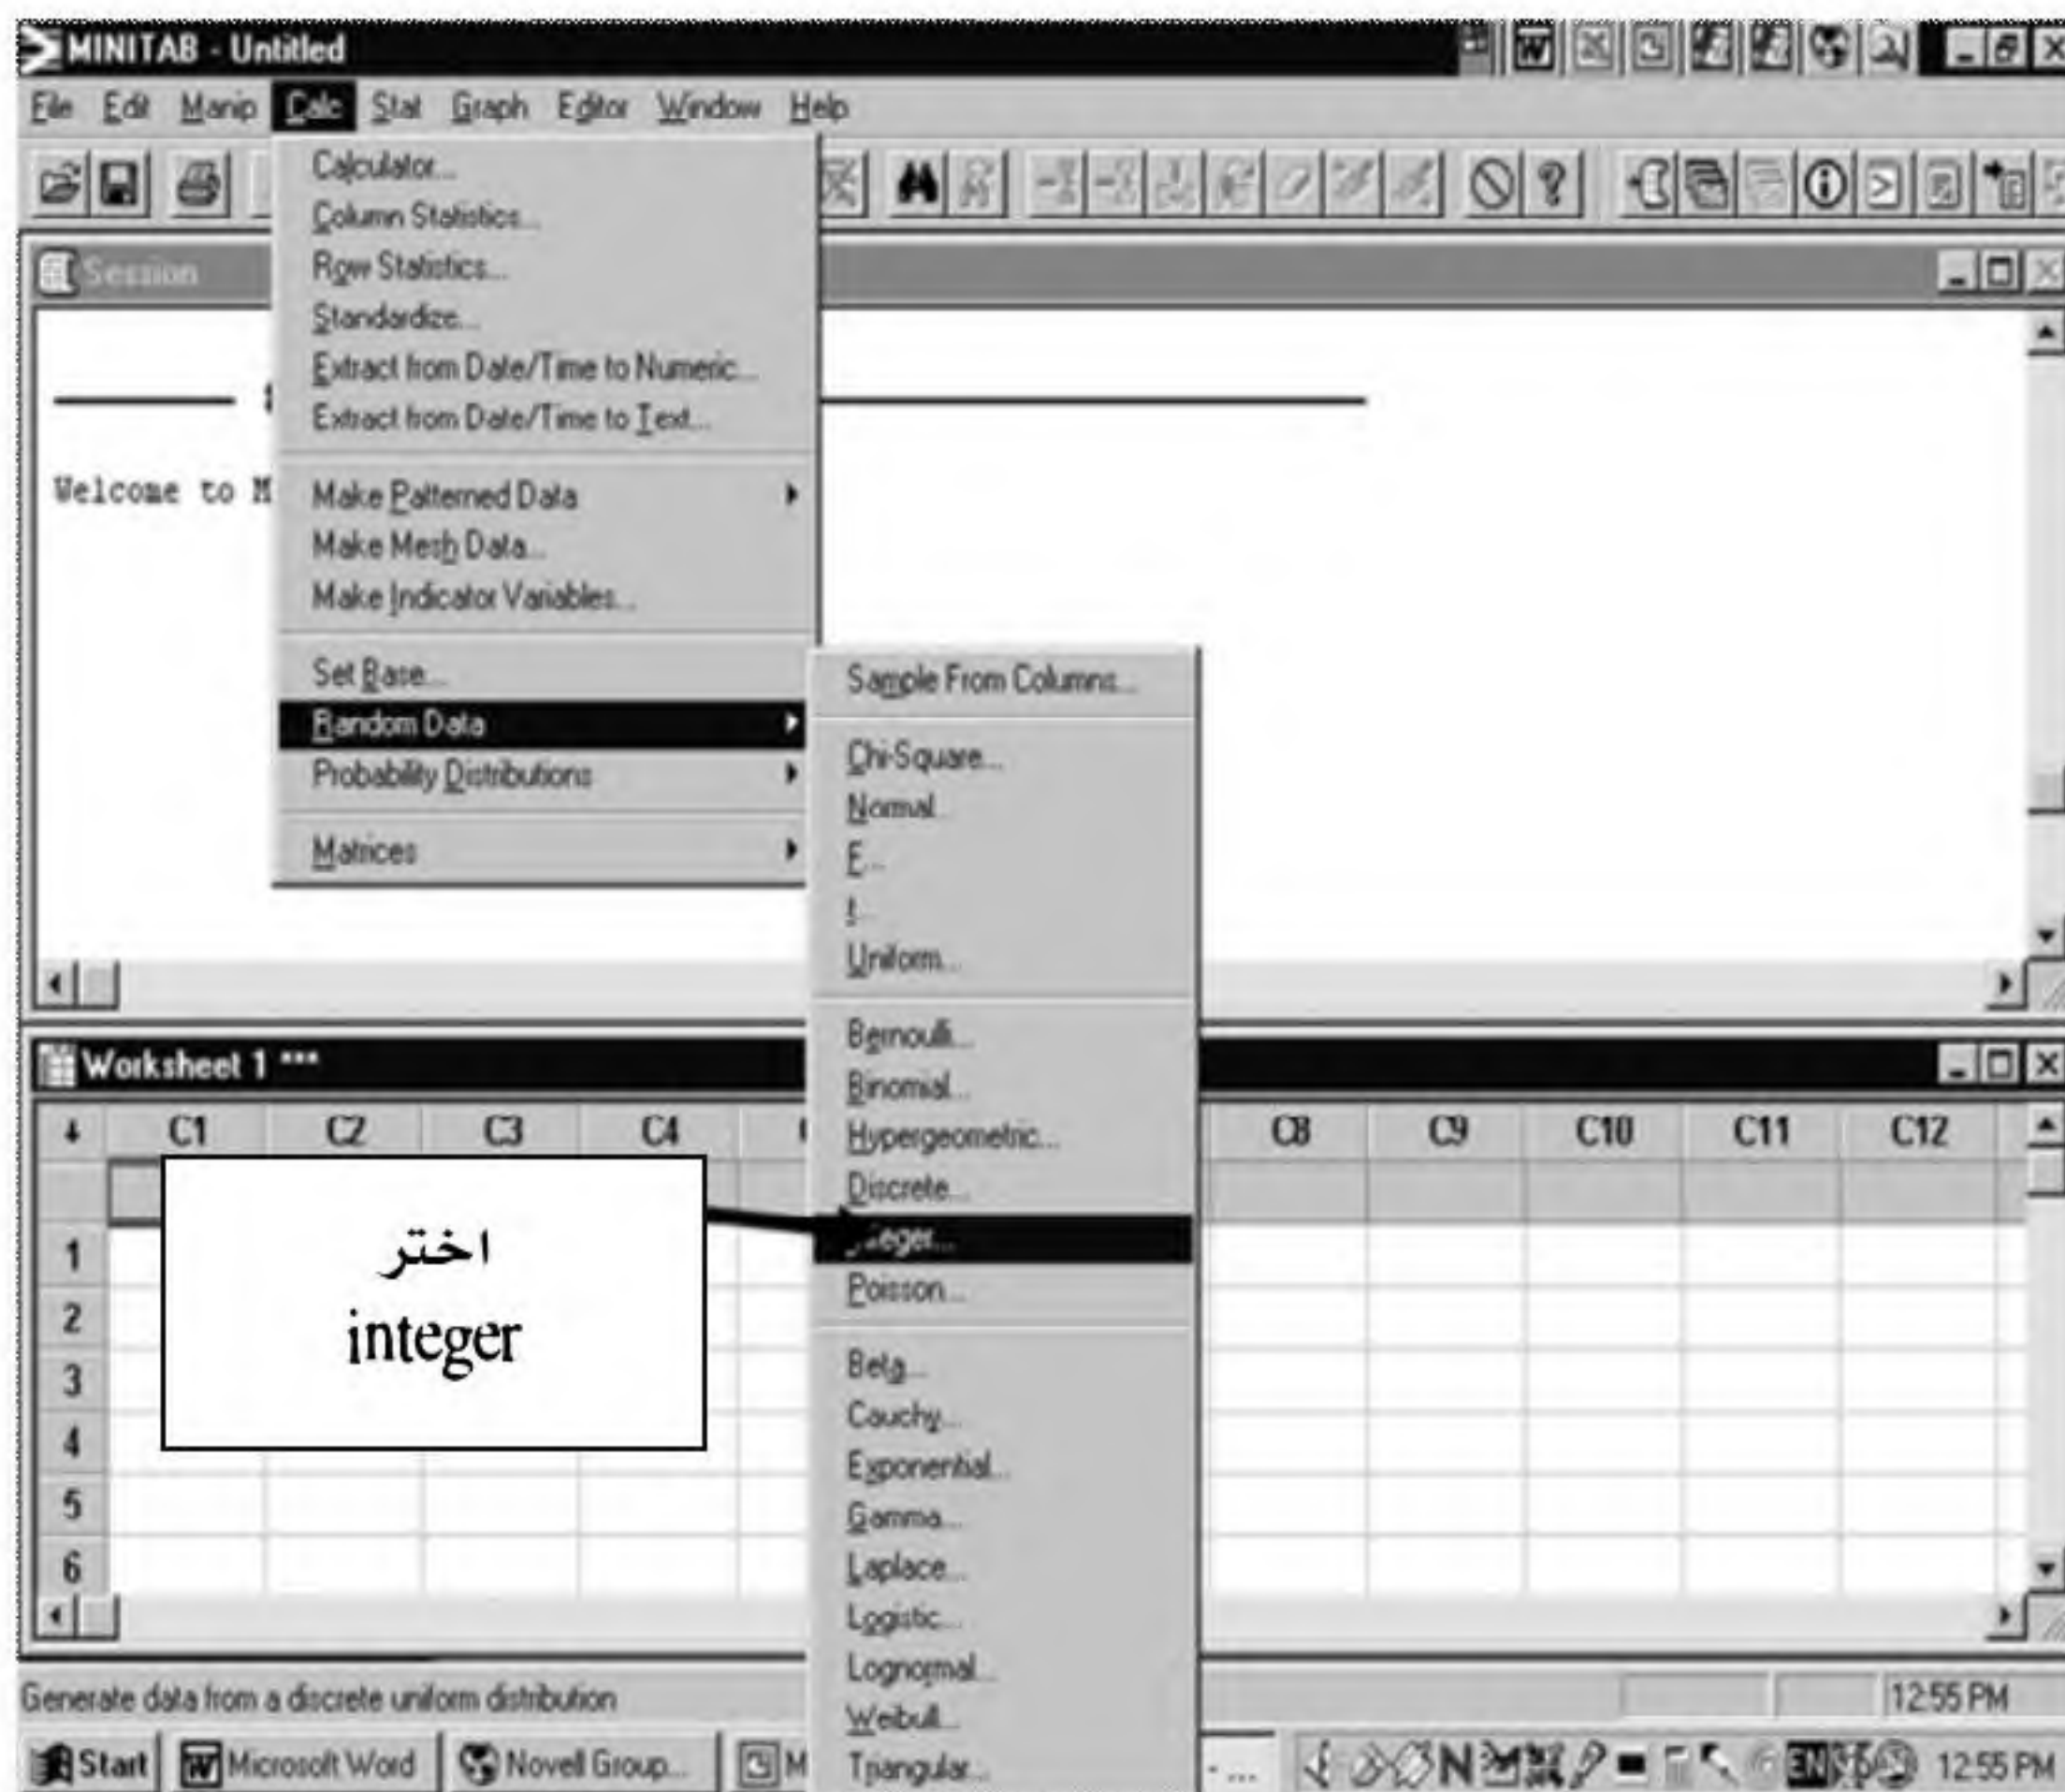 MINITAB - Untitled
File Edit Manip Calc Stat Graph Editor Window Help
Calculator...
Column Statistics...
Row Statistics...
Standardize...
Extract from Date/Time to Numeric...
Extract from Date/Time to Text...
Make Patterned Data
Make Mesh Data...
Make Indicator Variables...
Set Base...
Random Data
Probability Distributions
Matrices
Session
Welcome to M
Sample From Columns...
Chi-Square...
Normal...
F...
t...
Uniform...
Bernoulli...
Binomial...
Hypergeometric...
Discrete...
Poisson...
Beta...
Cauchy...
Exponential...
Gamma...
Laplace...
Logistic...
Lognormal...
Weibull...
Triangular...
Worksheet 1 ***
C1 C2 C3 C4 C8 C9 C10 C11 C12
1
2
3
4
5
6
اختر
integer
Generate data from a discrete uniform distribution
12:55 PM
Start Microsoft Word Novell Group... M - ... EN 12:55 PM